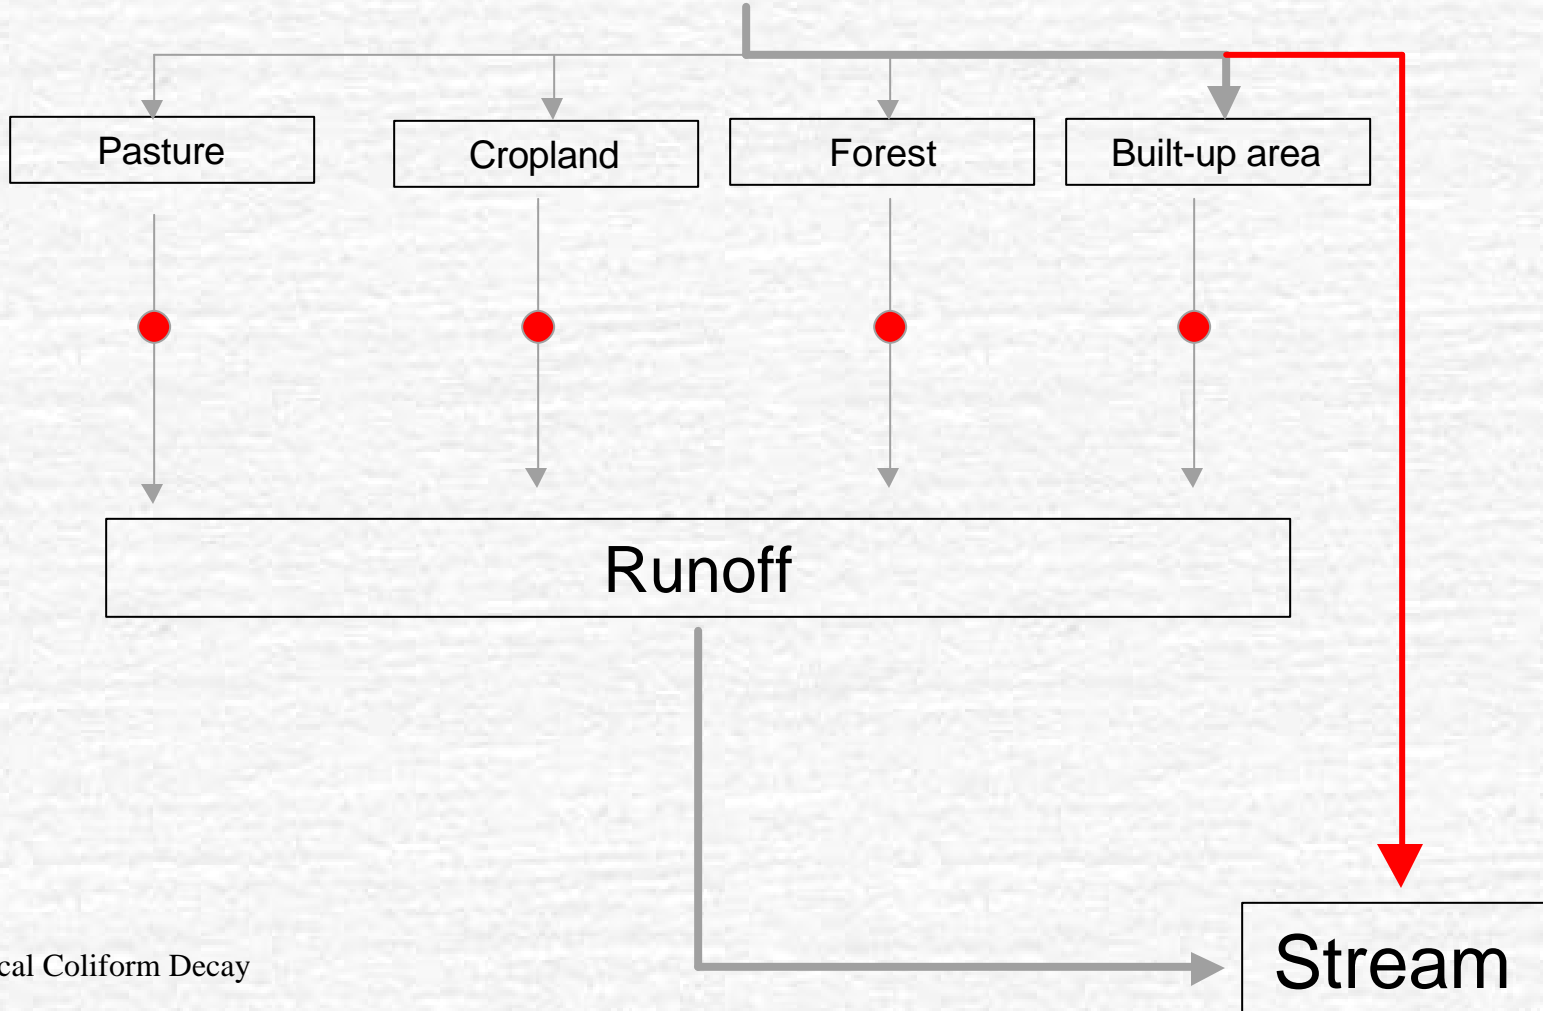 Pasture
Cropland
Forest
Built-up area
Runoff
Stream
cal Coliform Decay